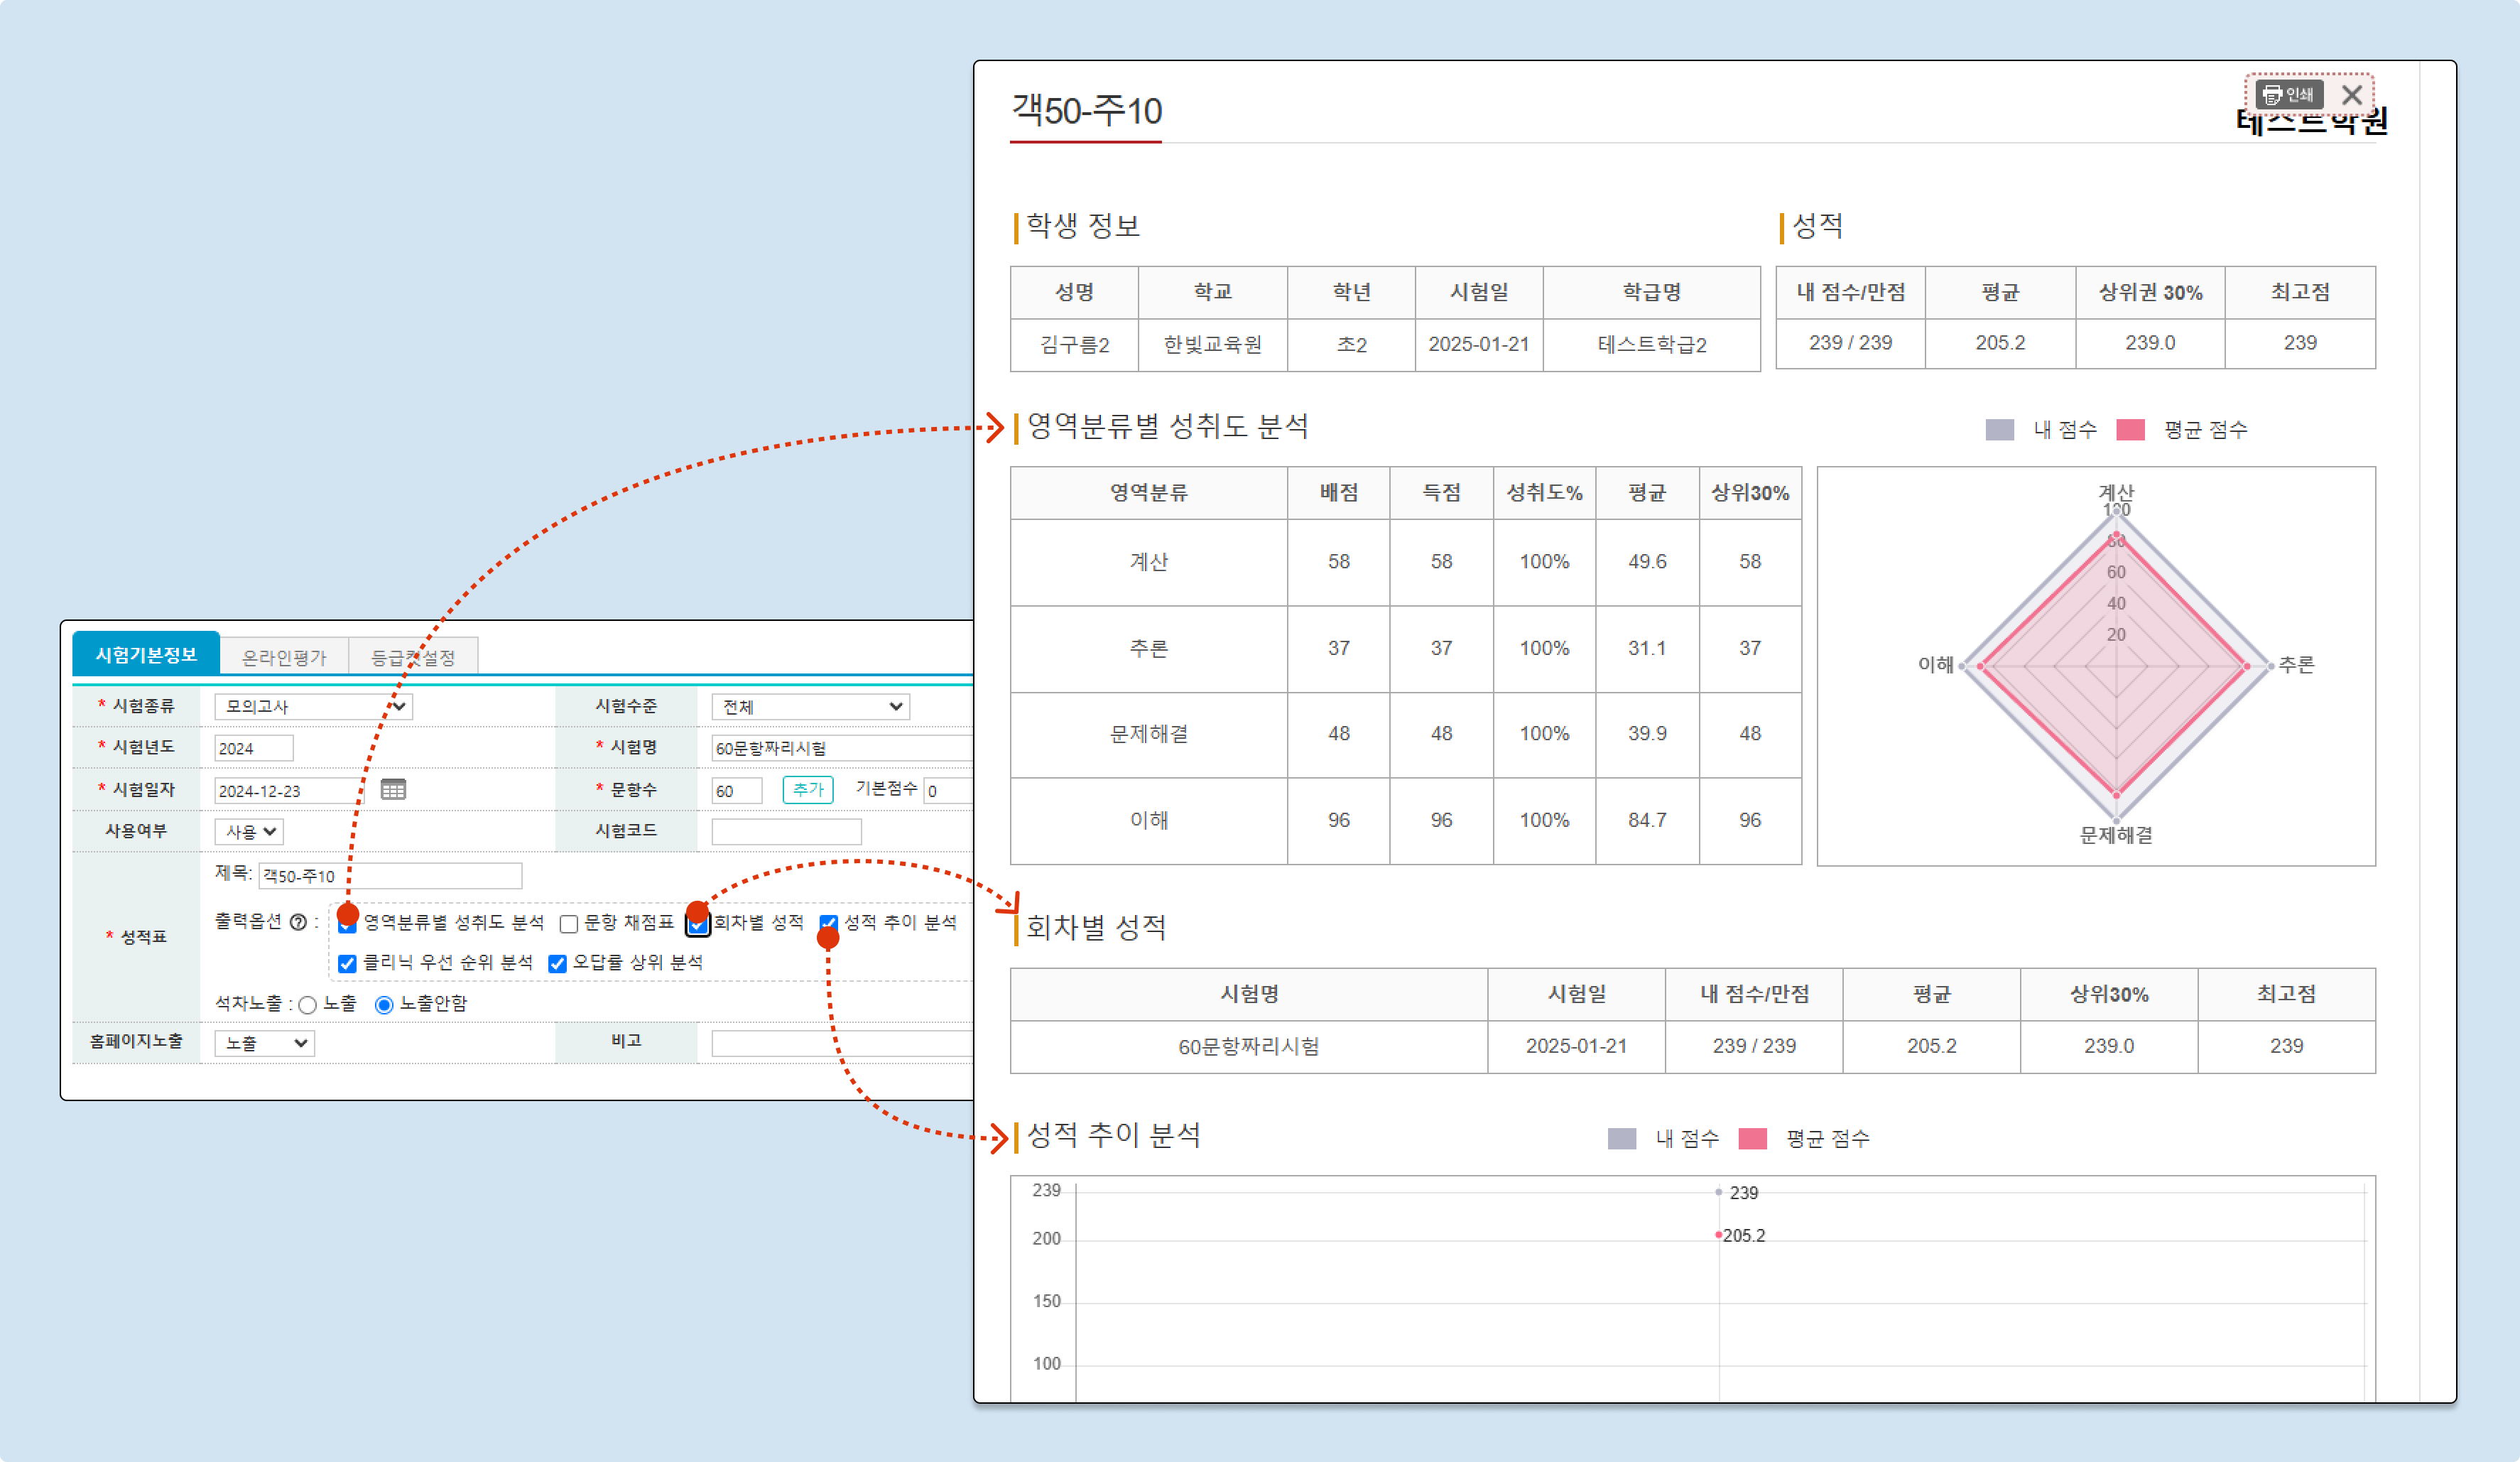 시험기본정보 온라인평가 등급컷설정
* 시험종류 모의고사 시험수준 전체
* 시험년도 2024 * 시험명 60문항짜리시험
* 시험일자 2024-12-23 * 문항수 60 추가 기본점수 0
사용여부 사용 시험코드
* 성적표
제목: 객50-주10
출력옵션 ? : 영역분류별 성취도 분석 문항 채점표 회차별 성적 성적 추이 분석
클리닉 우선 순위 분석 오답률 상위 분석
석차노출 : 노출 노출안함
홈페이지노출 노출 비고
객50-주10
인쇄
테스트학원
학생 정보
성명 학교 학년 시험일 학급명
김구름2 한빛교육원 초2 2025-01-21 테스트학급2
성적
내 점수/만점 평균 상위권 30% 최고점
239 / 239 205.2 239.0 239
영역분류별 성취도 분석
내 점수 평균 점수
영역분류 배점 득점 성취도% 평균 상위30%
계산 58 58 100% 49.6 58
추론 37 37 100% 31.1 37
문제해결 48 48 100% 39.9 48
이해 96 96 100% 84.7 96
계산
100
80
60
40
20
이해 추론
문제해결
회차별 성적
시험명 시험일 내 점수/만점 평균 상위30% 최고점
60문항짜리시험 2025-01-21 239 / 239 205.2 239.0 239
성적 추이 분석
내 점수 평균 점수
239
200
150
100
239
205.2